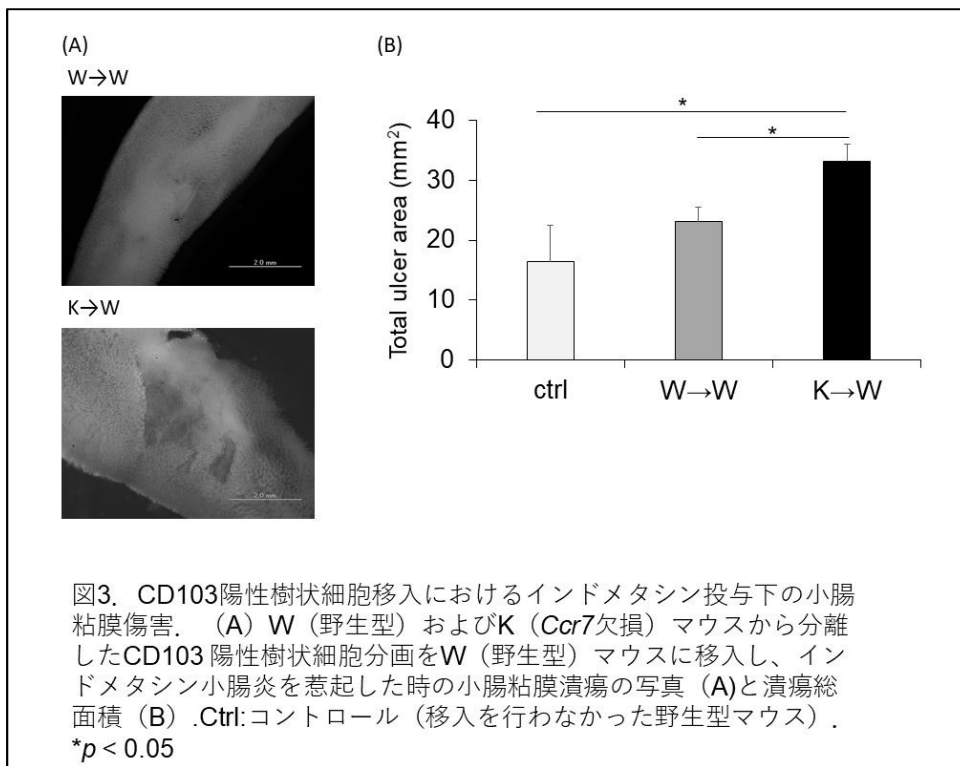 (A)
W→W
2.0 mm
K→W
2.0 mm
(B)
Total ulcer area (mm²)
40
30
20
10
0
*
*
ctrl
W→W
K→W
図3． CD103陽性樹状細胞移入におけるインドメタシン投与下の小腸
粘膜傷害． （A）W（野生型）およびK（Ccr7欠損）マウスから分離
したCD103 陽性樹状細胞分画をW（野生型）マウスに移入し、イン
ドメタシン小腸炎を惹起した時の小腸粘膜潰瘍の写真（A)と潰瘍総
面積（B）.Ctrl:コントロール（移入を行わなかった野生型マウス）.
*p < 0.05